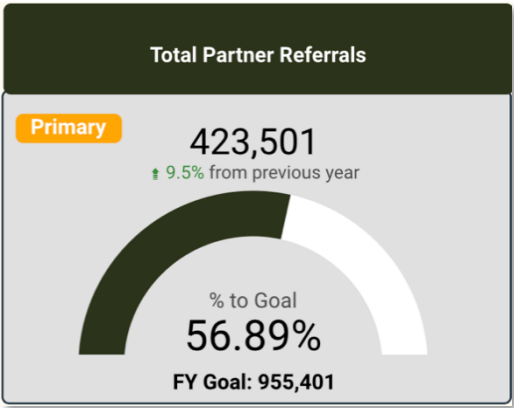 Total Partner Referrals
Primary
423,501
9.5% from previous year
% to Goal
56.89%
FY Goal: 955,401